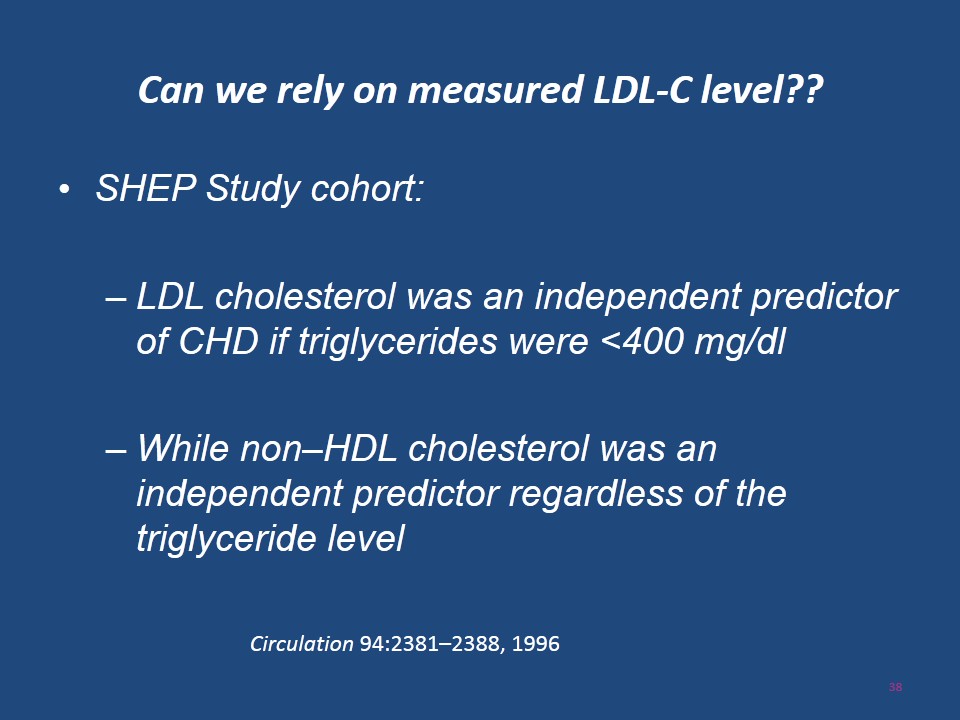 Can we rely on measured LDL-C level??
• SHEP Study cohort:
– LDL cholesterol was an independent predictor
of CHD if triglycerides were <400 mg/dl
– While non–HDL cholesterol was an
independent predictor regardless of the
triglyceride level
Circulation 94:2381–2388, 1996
38